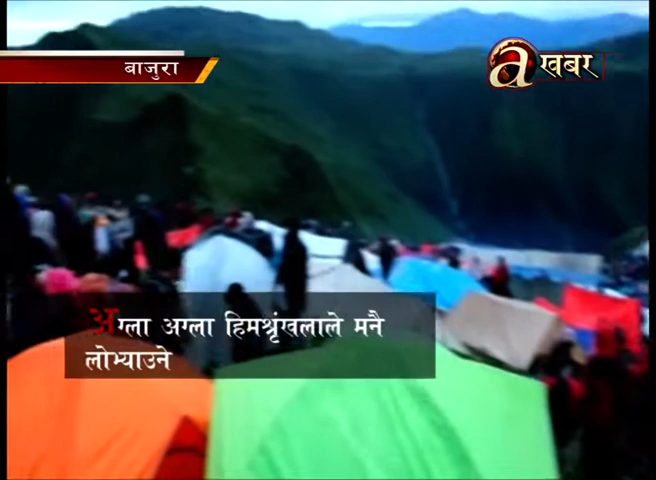 बाजुरा
a खबर
अग्ला अग्ला हिमश्रृंखलाले मनै
लोभ्याउने